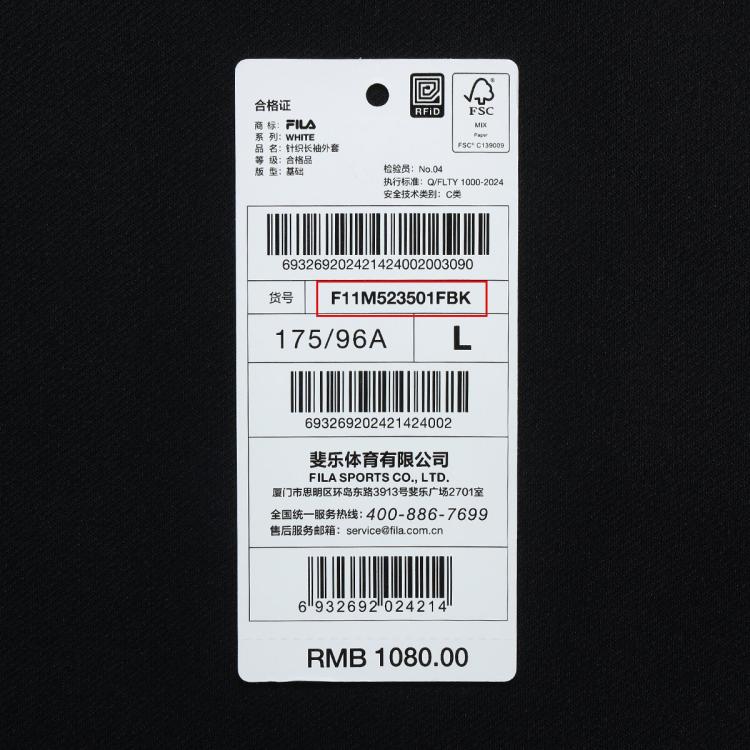 合格证
商 标: FILA
系 列: WHITE
品 名: 针织长袖外套
等 级: 合格品
版 型: 基础
RFiD
FSC
MIX
Paper
FSC® C139009
检验员: No.04
执行标准: Q/FLTY 1000-2024
安全技术类别: C类
693269202421424002003090
货号 F11M523501FBK
175/96A L
693269202421424002
斐乐体育有限公司
FILA SPORTS CO., LTD.
厦门市思明区环岛东路3913号斐乐广场2701室
全国统一服务热线: 400-886-7699
售后服务邮箱: service@fila.com.cn
6 932692 024214
RMB 1080.00